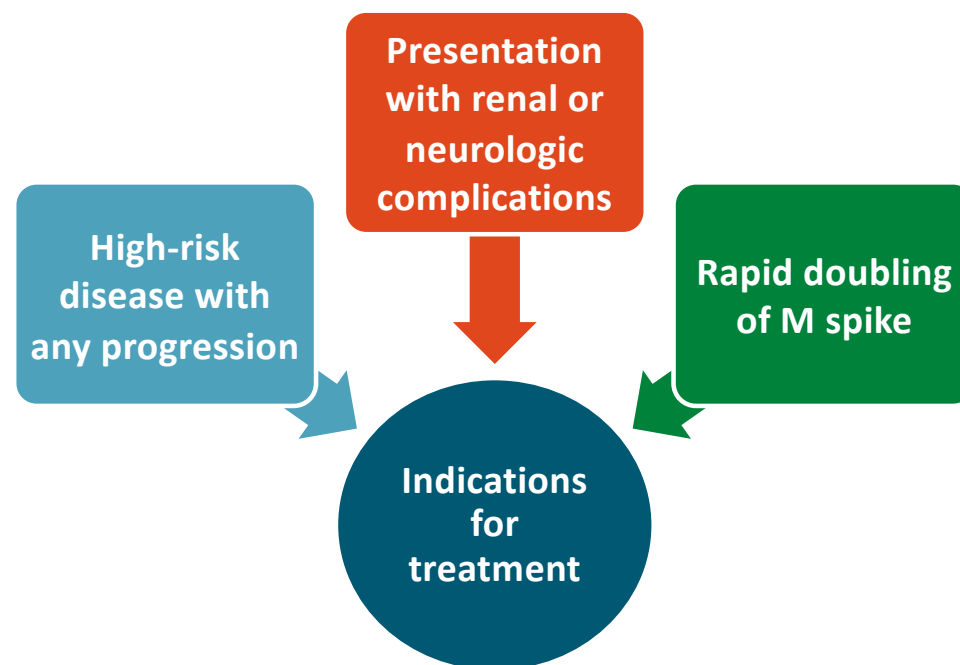 Presentation
with renal or
neurologic
complications
High-risk
disease with
any progression
Rapid doubling
of M spike
Indications
for
treatment